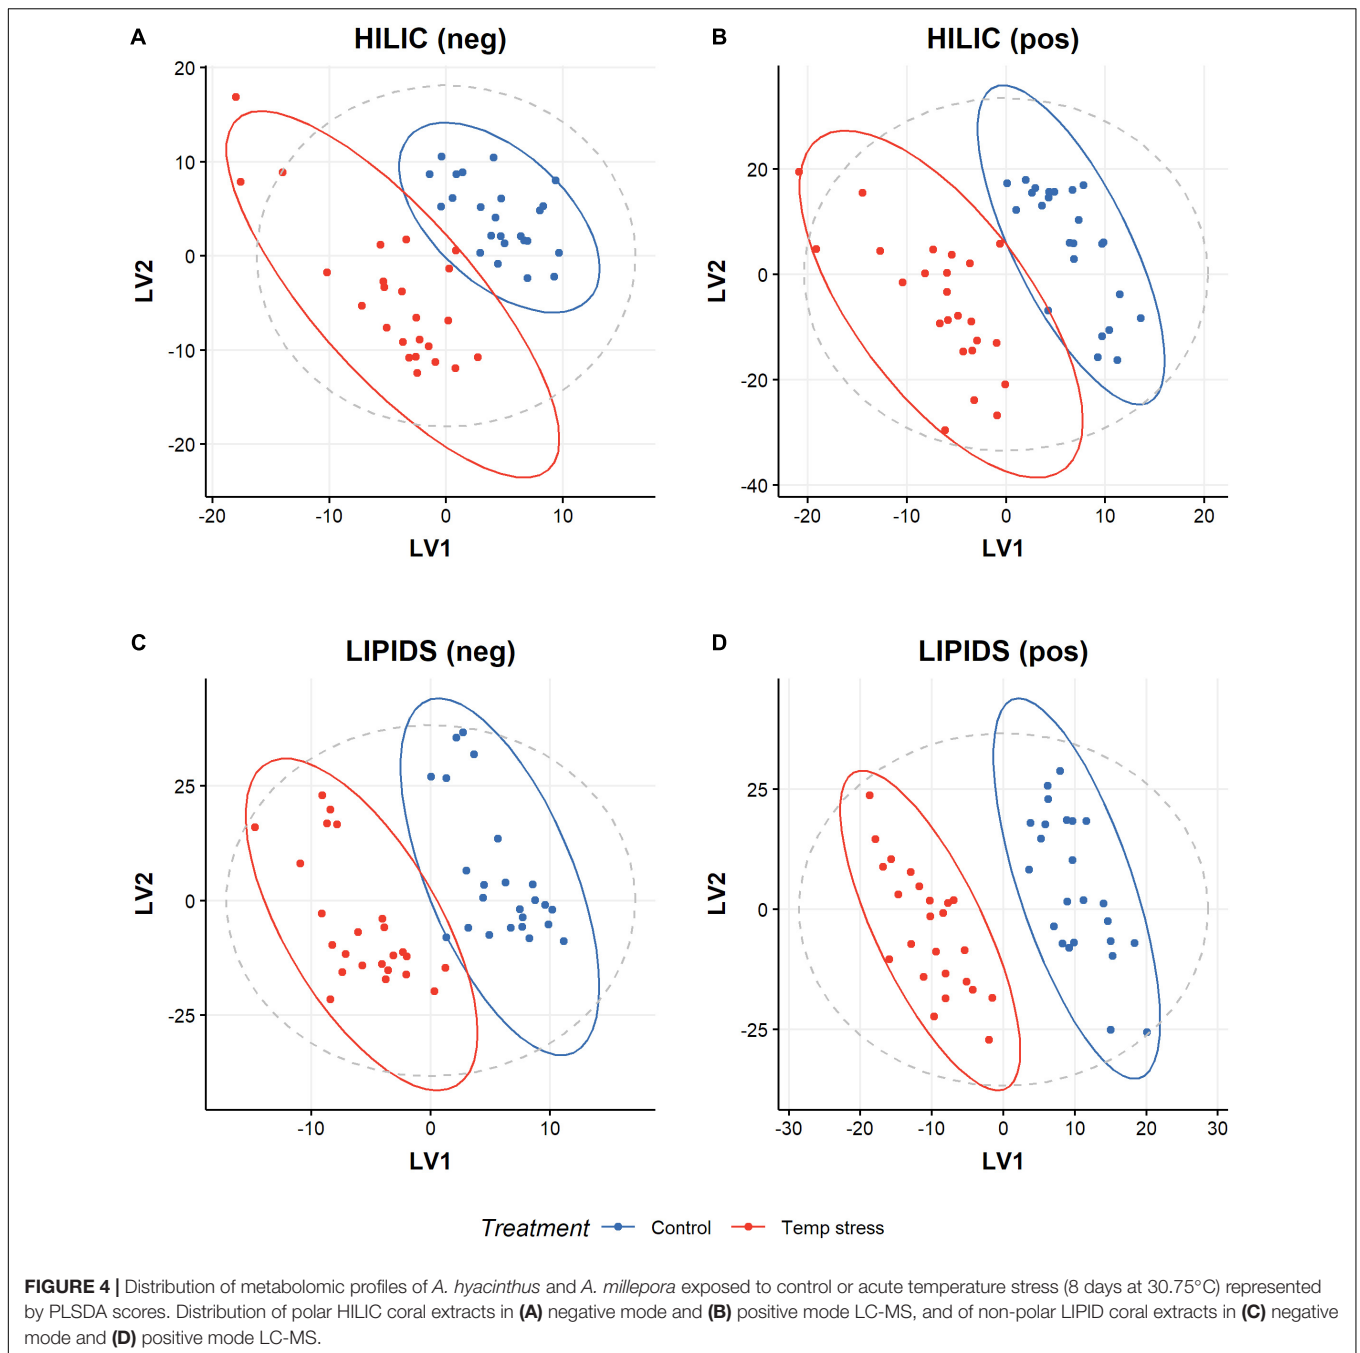 A
HILIC (neg)
20
10
0
-10
-20
LV2
-20 -10 0 10
LV1
B
HILIC (pos)
20
0
-20
-40
LV2
-20 -10 0 10 20
LV1
C
LIPIDS (neg)
25
0
-25
LV2
-10 0 10
LV1
D
LIPIDS (pos)
25
0
-25
LV2
-30 -20 -10 0 10 20 30
LV1
Treatment Control Temp stress
FIGURE 4 | Distribution of metabolomic profiles of A. hyacinthus and A. millepora exposed to control or acute temperature stress (8 days at 30.75°C) represented
by PLSDA scores. Distribution of polar HILIC coral extracts in (A) negative mode and (B) positive mode LC-MS, and of non-polar LIPID coral extracts in (C) negative
mode and (D) positive mode LC-MS.